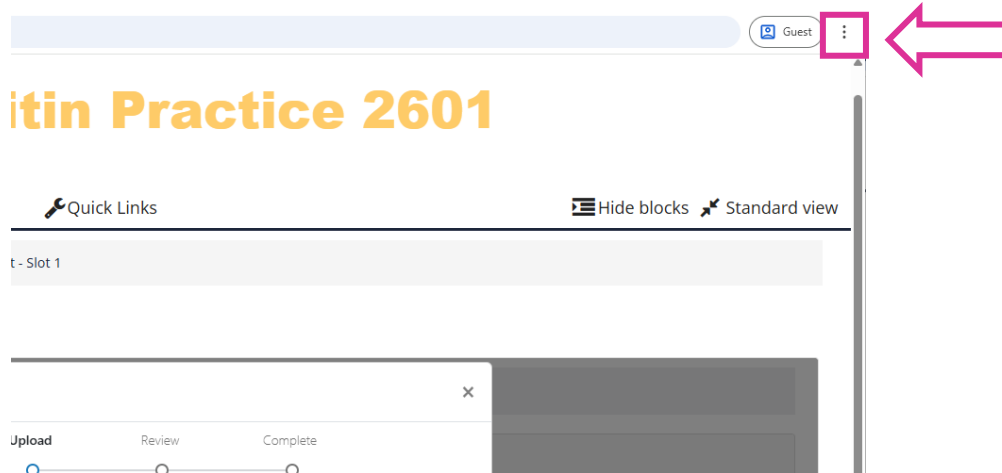 Guest
itin Practice 2601
Quick Links
Hide blocks
Standard view
t - Slot 1
Upload
Review
Complete